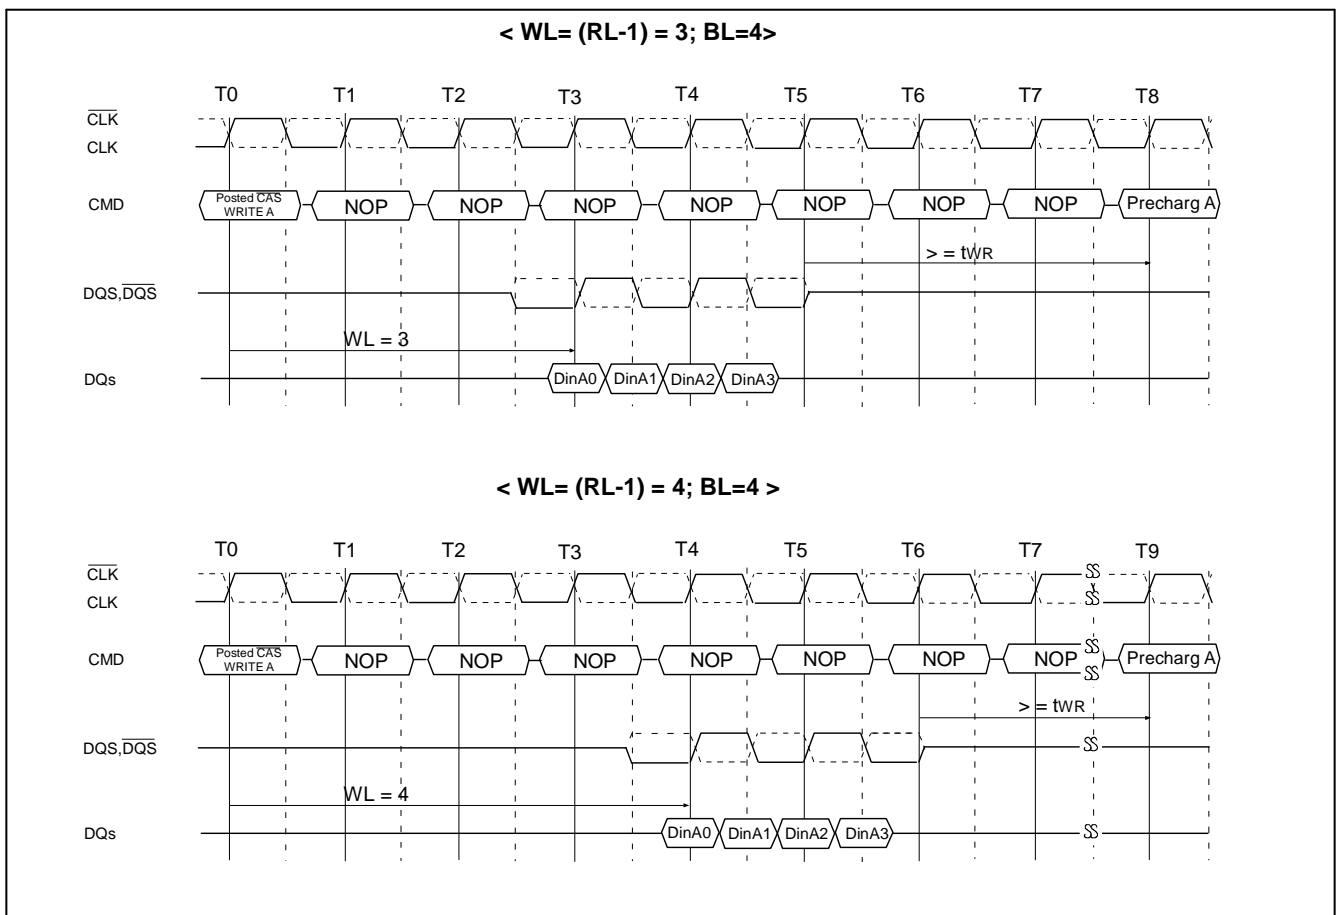 < WL= (RL-1) = 3; BL=4>
T0 T1 T2 T3 T4 T5 T6 T7 T8
CLK
CLK
CMD Posted CAS WRITE A NOP NOP NOP NOP NOP NOP NOP Precharg A
> = tWR
DQS,DQS
WL = 3
DQs DinA0 DinA1 DinA2 DinA3
< WL= (RL-1) = 4; BL=4 >
T0 T1 T2 T3 T4 T5 T6 T7 T9
CLK
CLK
CMD Posted CAS WRITE A NOP NOP NOP NOP NOP NOP NOP Precharg A
> = tWR
DQS,DQS
WL = 4
DQs DinA0 DinA1 DinA2 DinA3